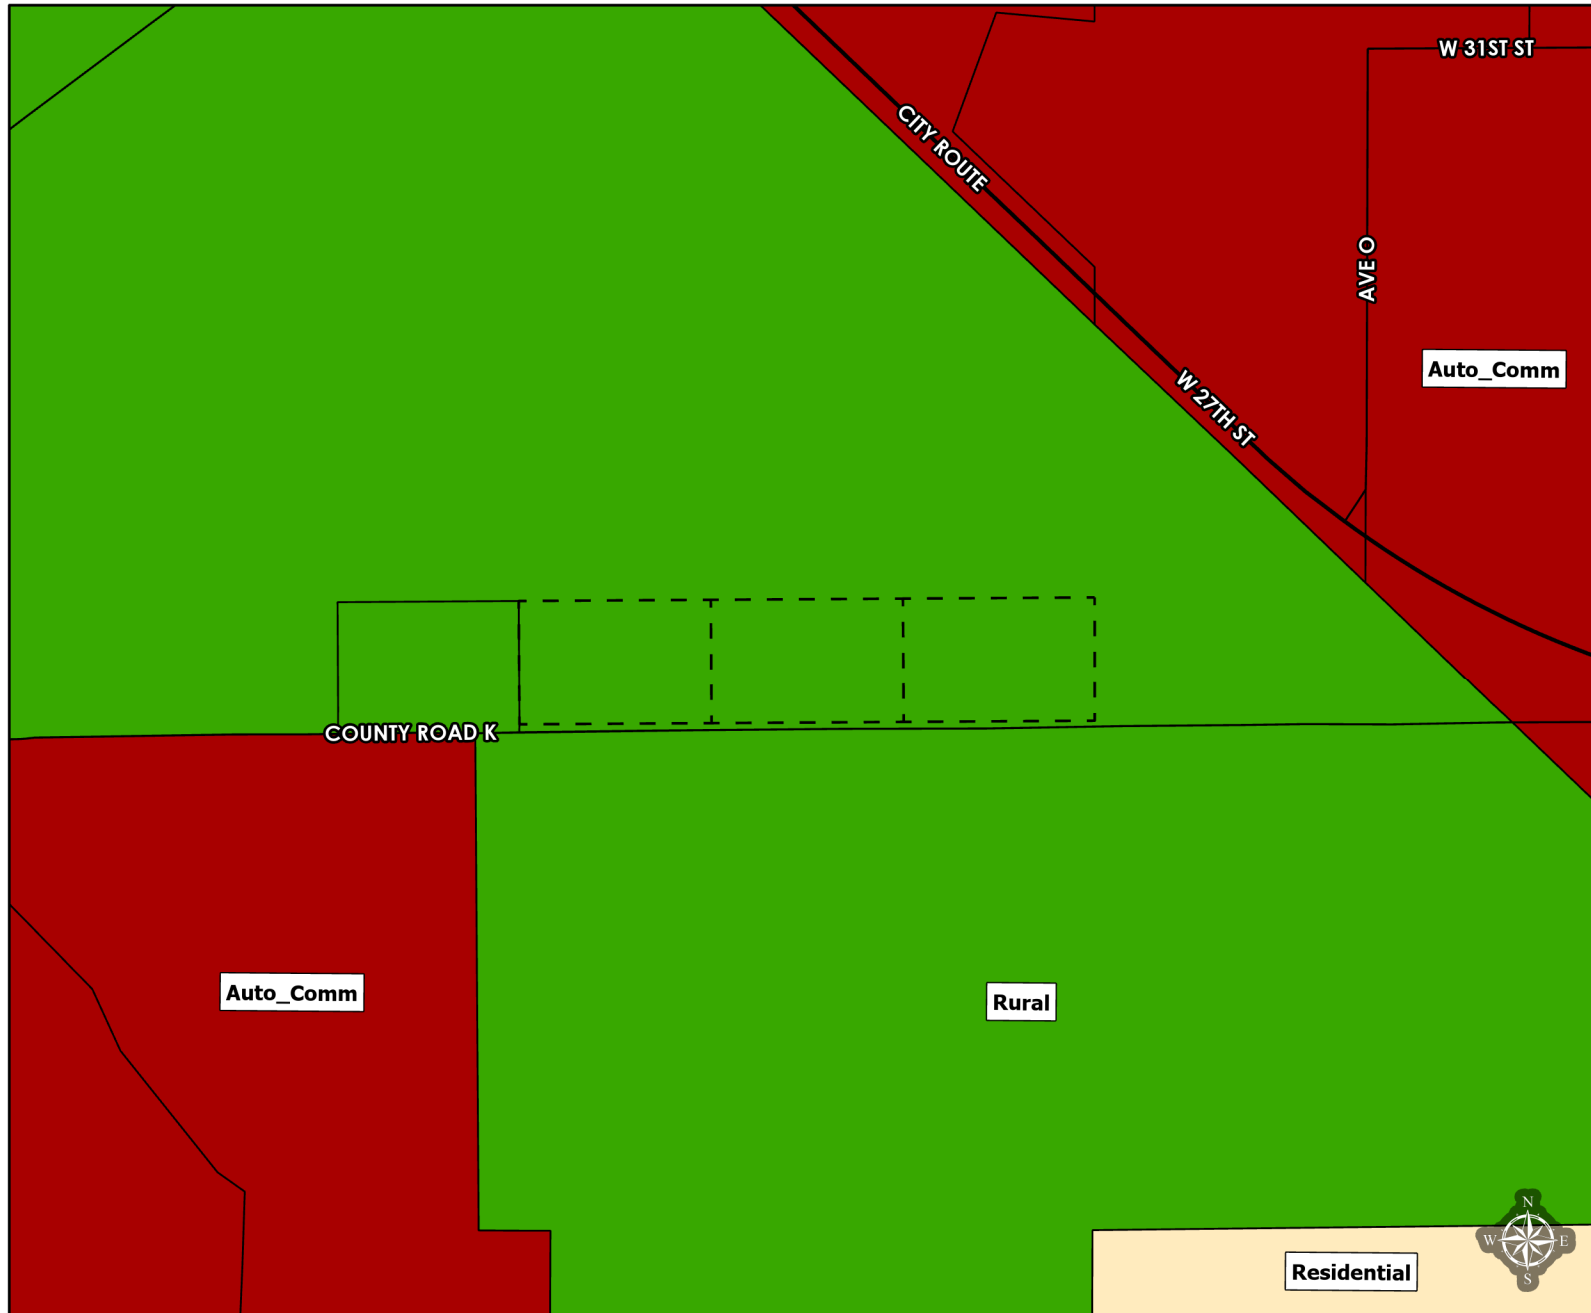 W 31ST ST
CITY ROUTE
AVE O
Auto_Comm
W 27TH ST
COUNTY ROAD K
Auto_Comm
Rural
N
W
E
S
Residential